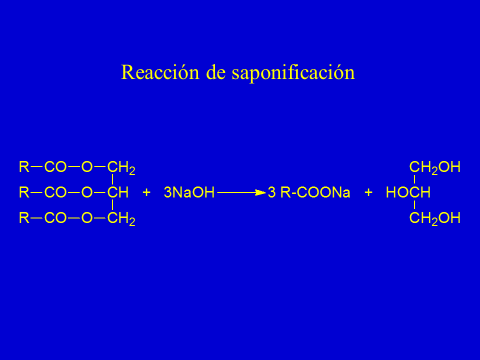 Reacción de saponificación
R—CO—O—CH₂ CH₂OH
R—CO—O—CH + 3NaOH ⟶ 3 R-COONa + HOCH
R—CO—O—CH₂ CH₂OH